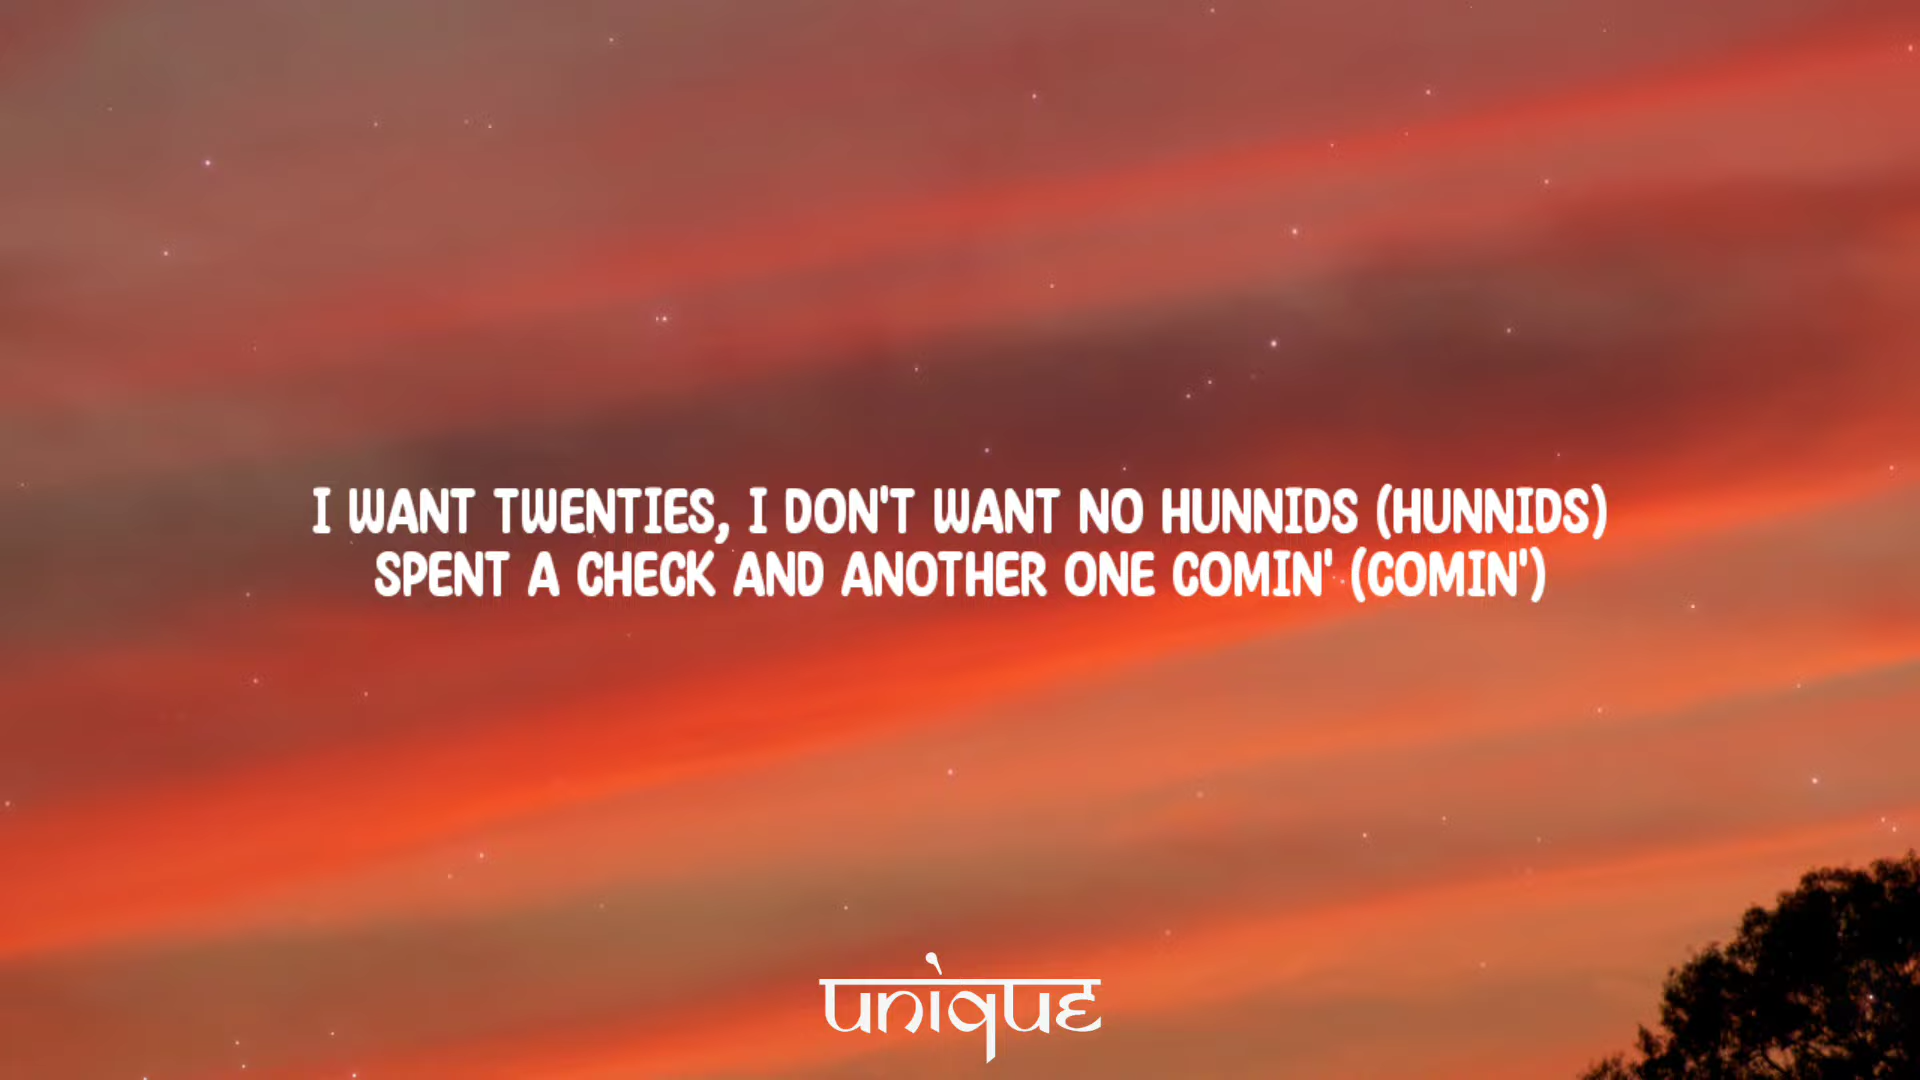 I WANT TWENTIES, I DON'T WANT NO HUNNIDS (HUNNIDS)
SPENT A CHECK AND ANOTHER ONE COMIN' (COMIN')
unique